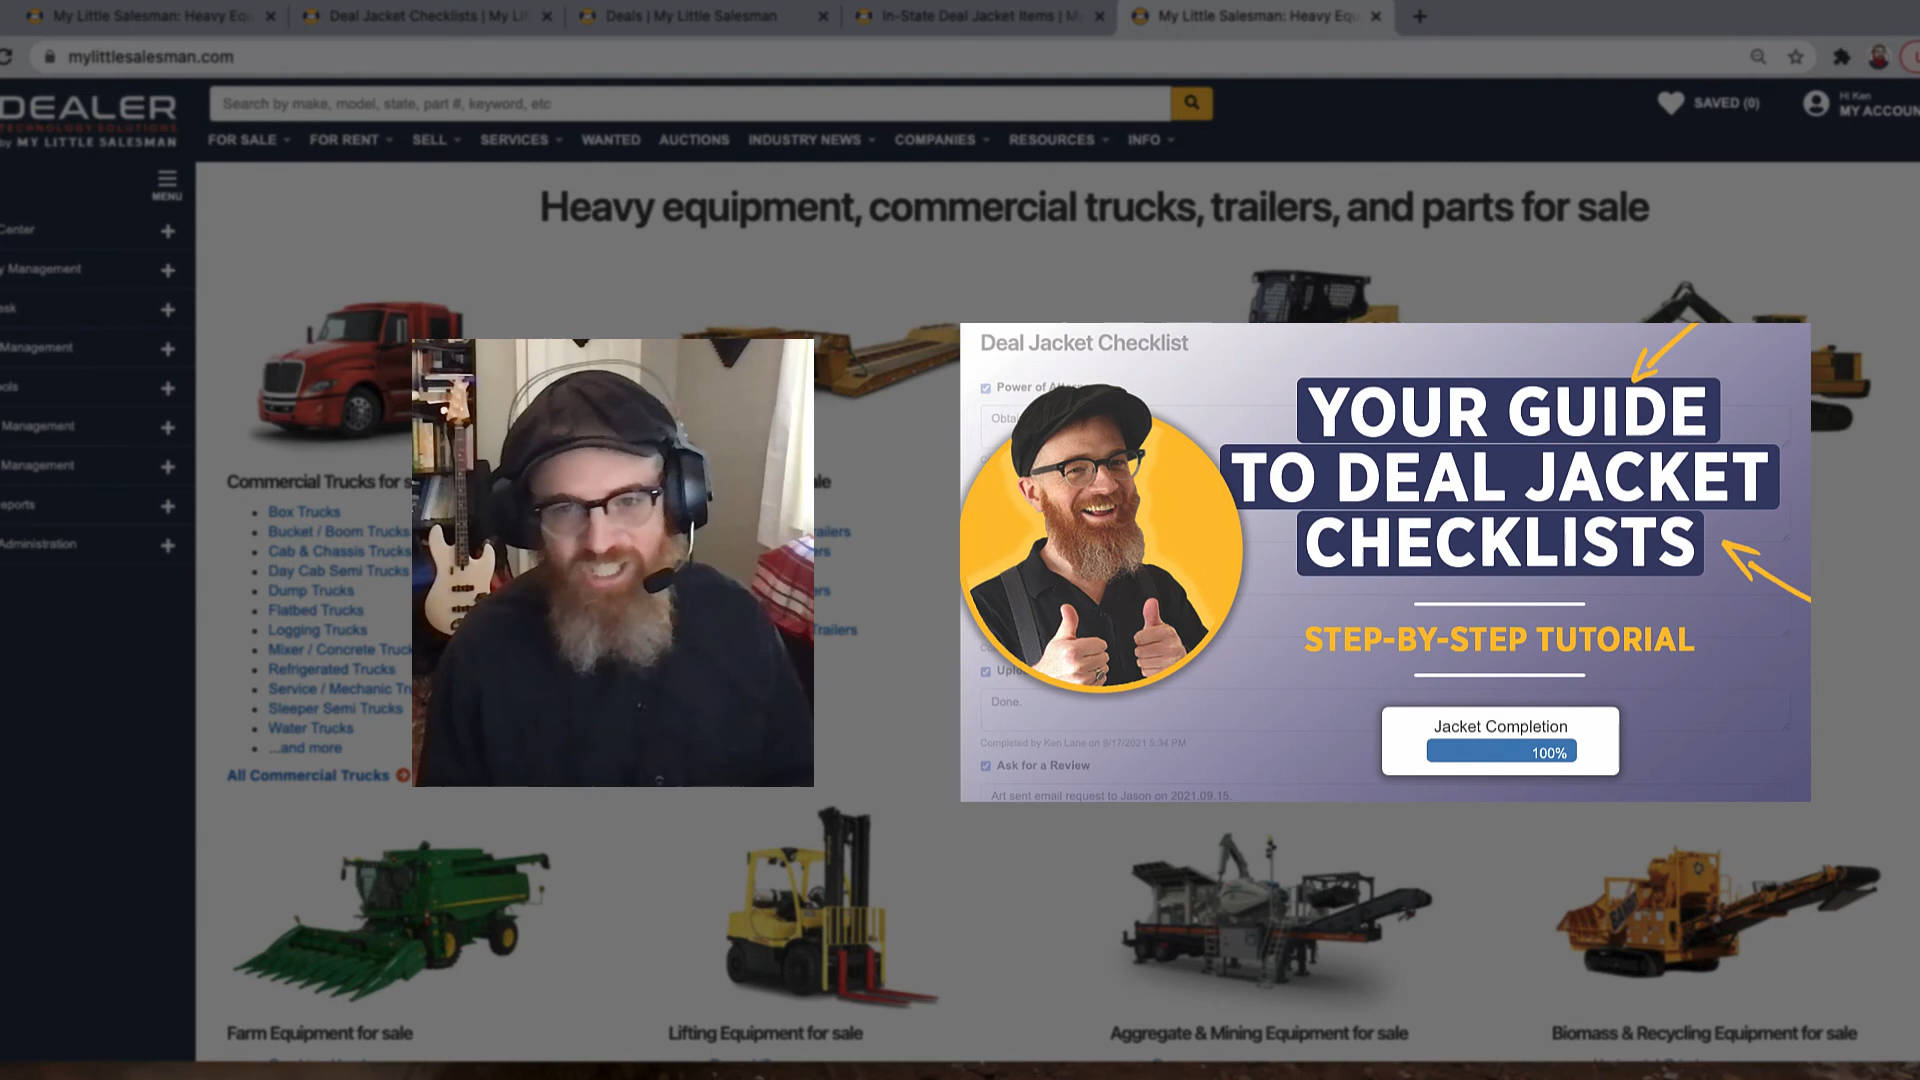 My Little Salesman: Heavy Equ
Deal Jacket Checklists | My Li
Deals | My Little Salesman
In-State Deal Jacket Items | M
My Little Salesman: Heavy Equ
mylittlesalesman.com
DEALER
TECHNOLOGY SOLUTIONS
by MY LITTLE SALESMAN
Search by make, model, state, part #, keyword, etc
SAVED (0)
Hi Ken
MY ACCOUN
FOR SALE
FOR RENT
SELL
SERVICES
WANTED
AUCTIONS
INDUSTRY NEWS
COMPANIES
RESOURCES
INFO
MENU
Center
y Management
esk
Management
ools
Management
Management
eports
Administration
Heavy equipment, commercial trucks, trailers, and parts for sale
Commercial Trucks for s
Box Trucks
Bucket / Boom Trucks
Cab & Chassis Trucks
Day Cab Semi Trucks
Dump Trucks
Flatbed Trucks
Logging Trucks
Mixer / Concrete Truck
Refrigerated Trucks
Service / Mechanic Tr
Sleeper Semi Trucks
Water Trucks
...and more
All Commercial Trucks
ale
railers
ers
ers
Trailers
Deal Jacket Checklist
Power of Attorn
Obtai
YOUR GUIDE
TO DEAL JACKET
CHECKLISTS
STEP-BY-STEP TUTORIAL
Uplo
Done.
Completed by Ken Lane on 9/17/2021 5:34 PM
Ask for a Review
Art sent email request to Jason on 2021.09.15.
Jacket Completion
100%
Farm Equipment for sale
Lifting Equipment for sale
Aggregate & Mining Equipment for sale
Biomass & Recycling Equipment for sale